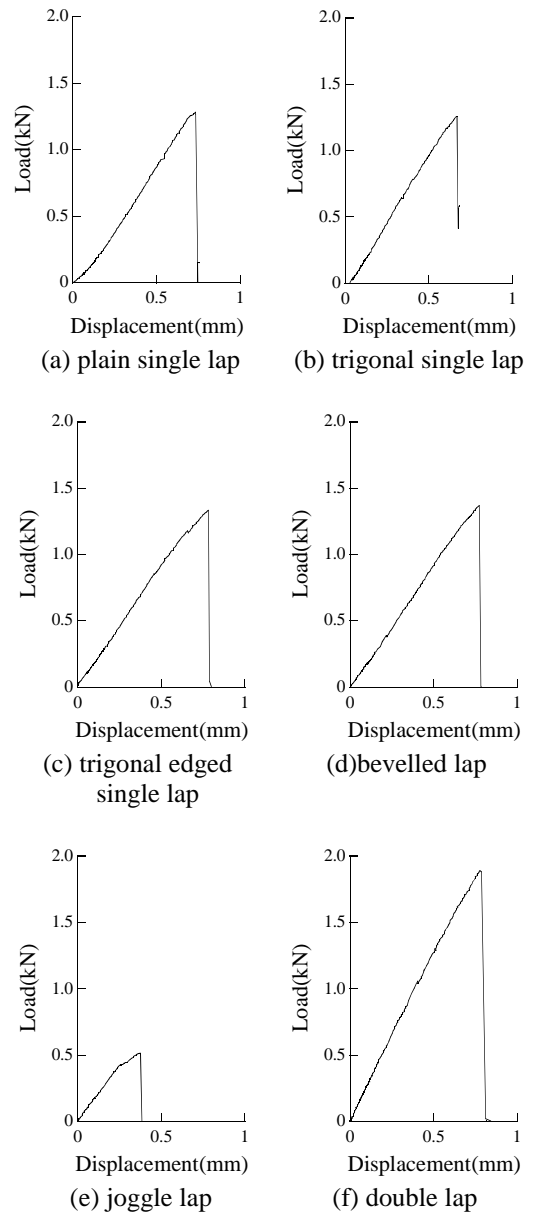 2.0 2.0
1.5 1.5
Load(kN) Load(kN)
1.0 1.0
0.5 0.5
0 0
0 0.5 1 0 0.5 1
Displacement(mm) Displacement(mm)
(a) plain single lap (b) trigonal single lap
2.0 2.0
1.5 1.5
Load(kN) Load(kN)
1.0 1.0
0.5 0.5
0 0
0 0.5 1 0 0.5 1
Displacement(mm) Displacement(mm)
(c) trigonal edged (d)bevelled lap
single lap
2.0 2.0
1.5 1.5
Load(kN) Load(kN)
1.0 1.0
0.5 0.5
0 0
0 0.5 1 0 0.5 1
Displacement(mm) Displacement(mm)
(e) joggle lap (f) double lap